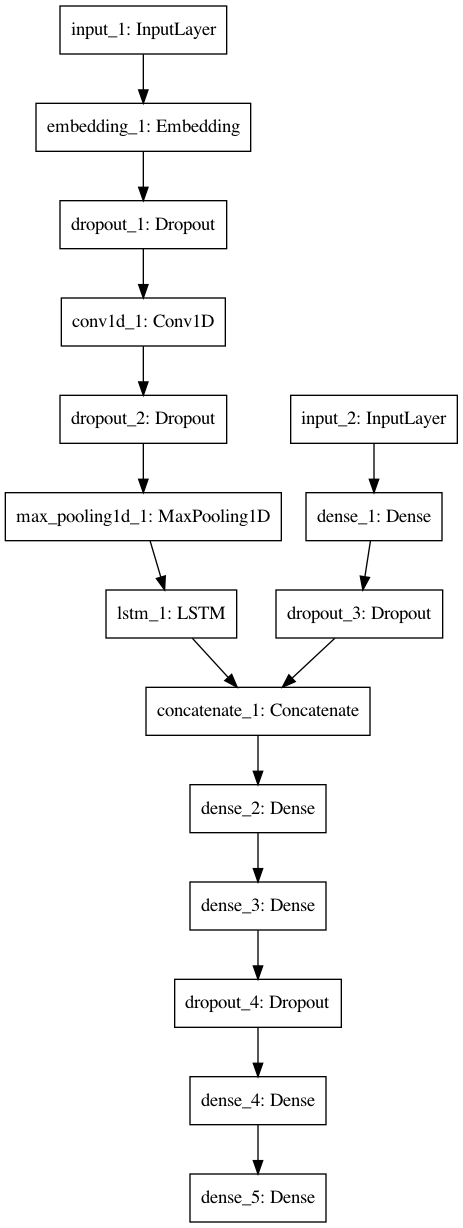 input_1: InputLayer
embedding_1: Embedding
dropout_1: Dropout
conv1d_1: Conv1D
dropout_2: Dropout
input_2: InputLayer
max_pooling1d_1: MaxPooling1D
dense_1: Dense
lstm_1: LSTM
dropout_3: Dropout
concatenate_1: Concatenate
dense_2: Dense
dense_3: Dense
dropout_4: Dropout
dense_4: Dense
dense_5: Dense